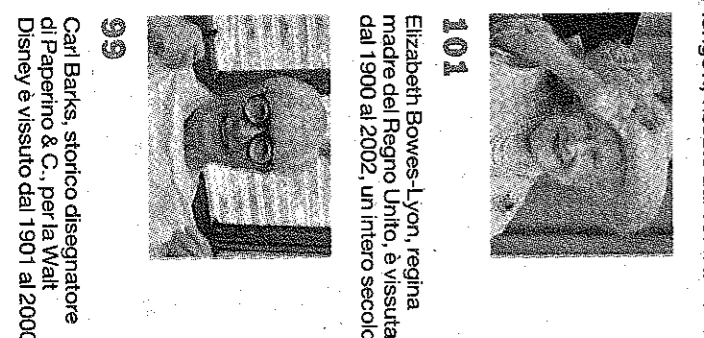 101
Elizabeth Bowes-Lyon, regina
madre del Regno Unito, è vissuta
dal 1900 al 2002, un intero secolo
99
Carl Barks, storico disegnatore
di Paperino & C., per la Walt
Disney è vissuto dal 1901 al 2000